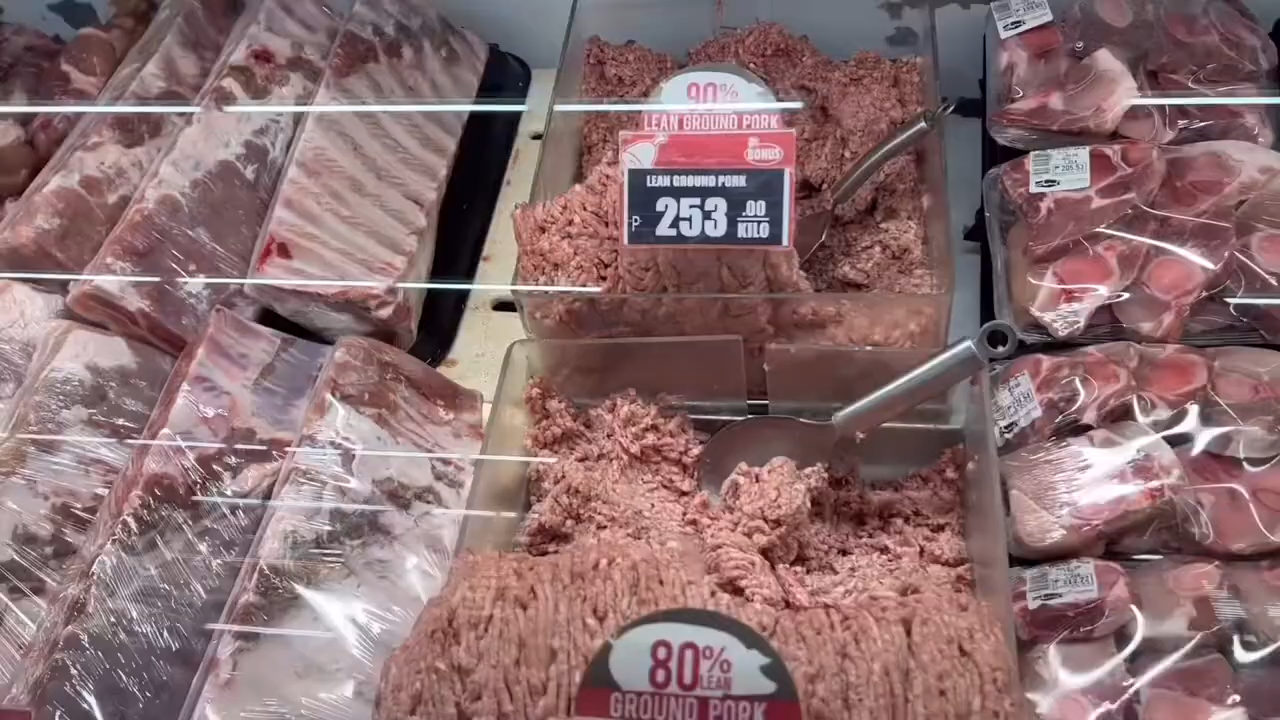 90%
LEAN GROUND PORK
BONUS
LEAN GROUND PORK
P 253 .00
KILO
80%
LEAN
GROUND PORK